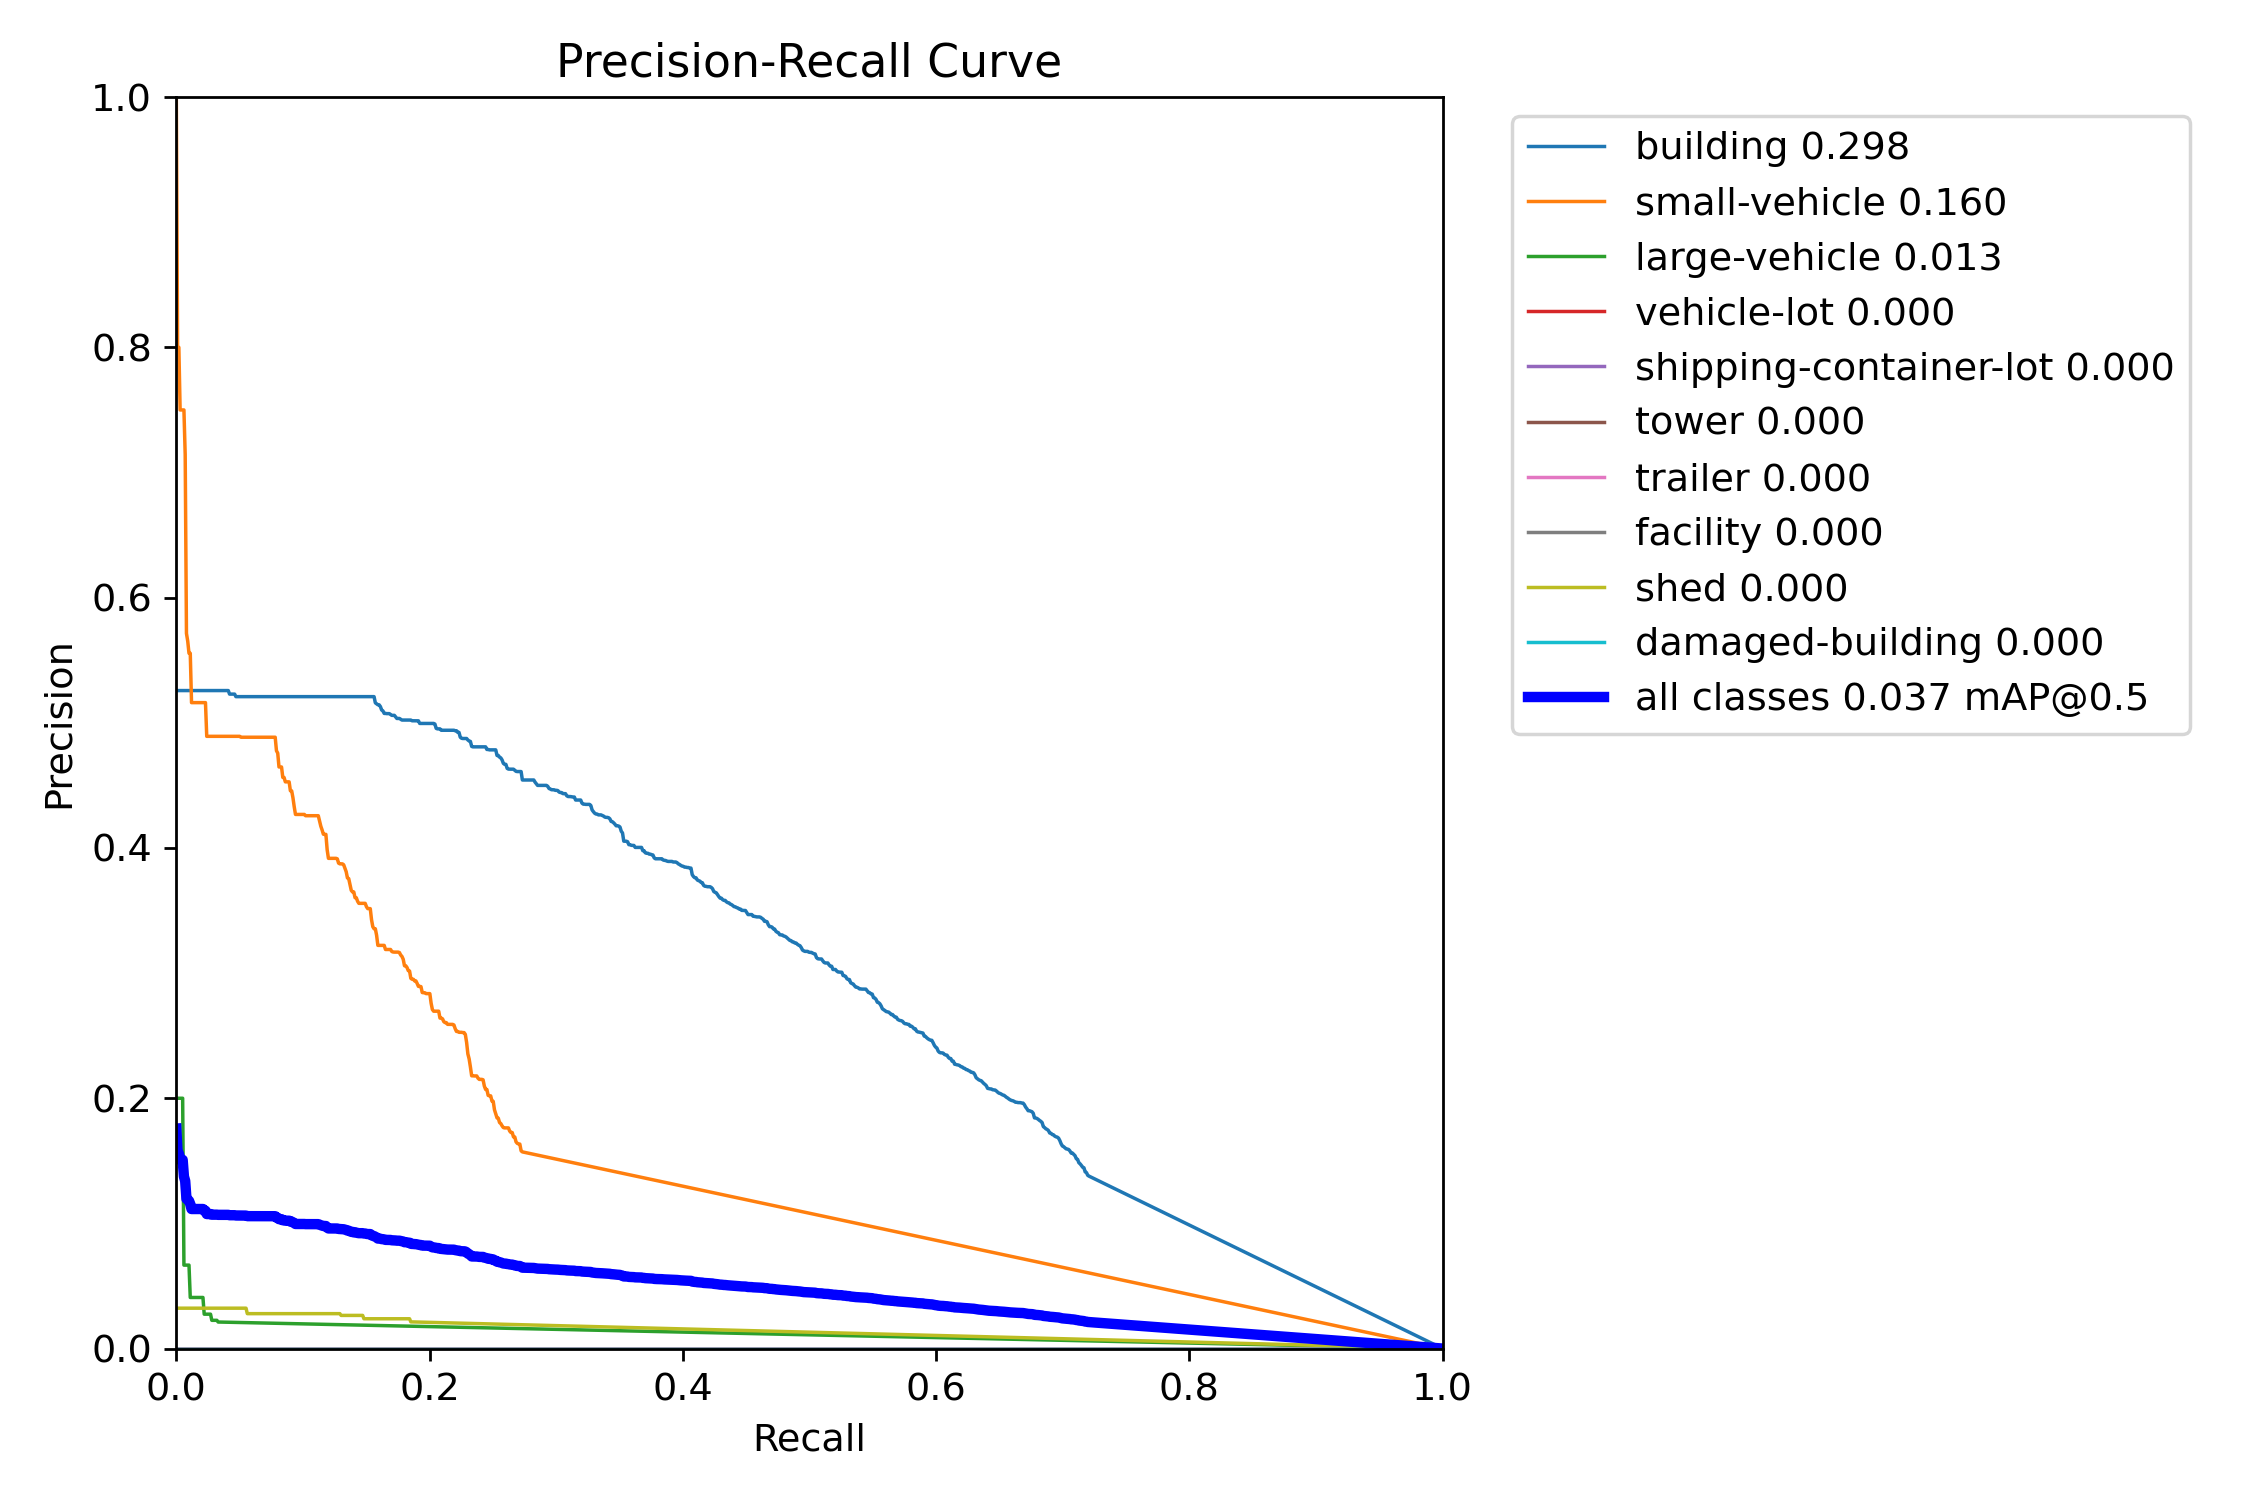 Precision-Recall Curve
1.0
0.8
0.6
0.4
0.2
0.0
Precision
0.0 0.2 0.4 0.6 0.8 1.0
Recall
building 0.298
small-vehicle 0.160
large-vehicle 0.013
vehicle-lot 0.000
shipping-container-lot 0.000
tower 0.000
trailer 0.000
facility 0.000
shed 0.000
damaged-building 0.000
all classes 0.037 mAP@0.5